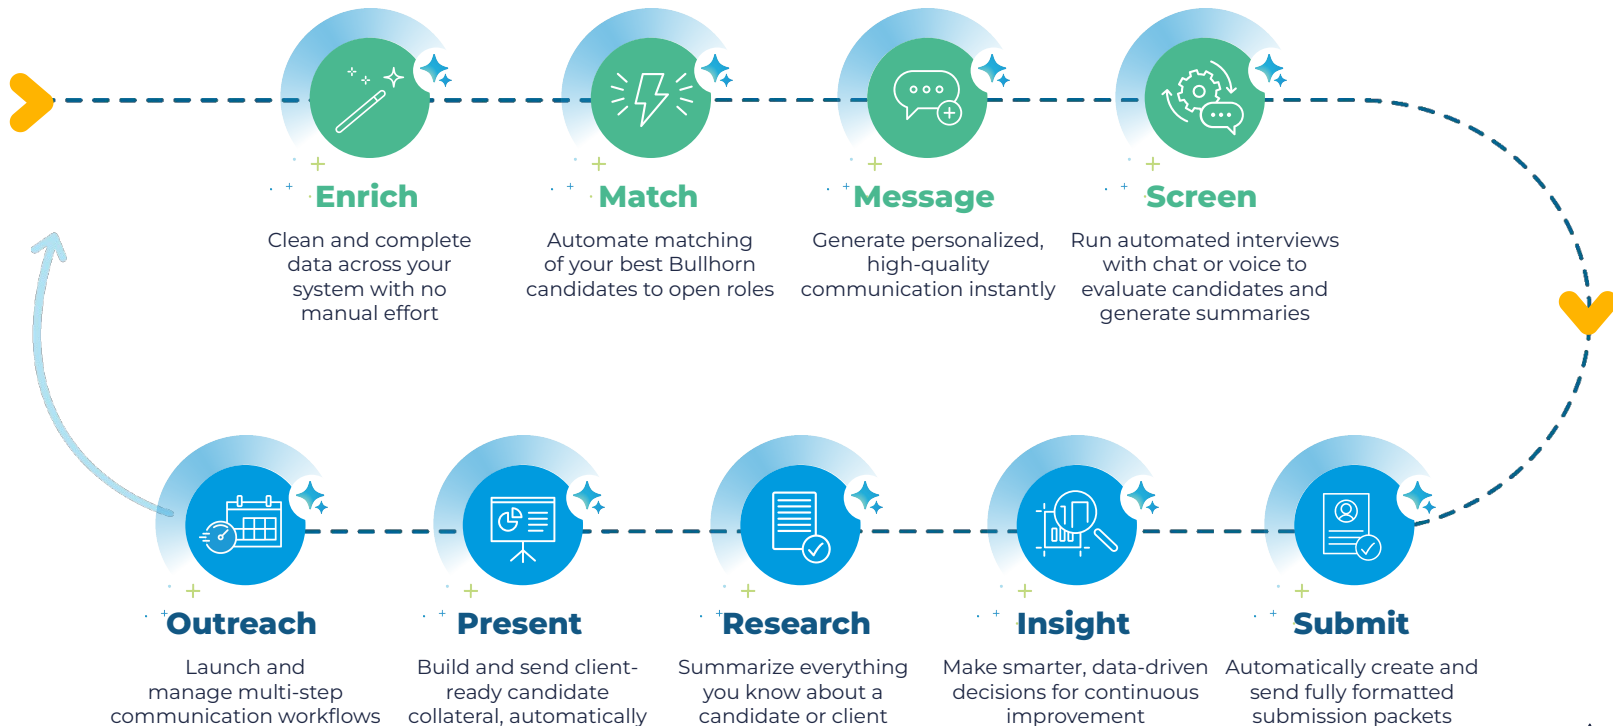 Enrich
Clean and complete
data across your
system with no
manual effort
Match
Automate matching
of your best Bullhorn
candidates to open roles
Message
Generate personalized,
high-quality
communication instantly
Screen
Run automated interviews
with chat or voice to
evaluate candidates and
generate summaries
Outreach
Launch and
manage multi-step
communication workflows
Present
Build and send client-
ready candidate
collateral, automatically
Research
Summarize everything
you know about a
candidate or client
Insight
Make smarter, data-driven
decisions for continuous
improvement
Submit
Automatically create and
send fully formatted
submission packets